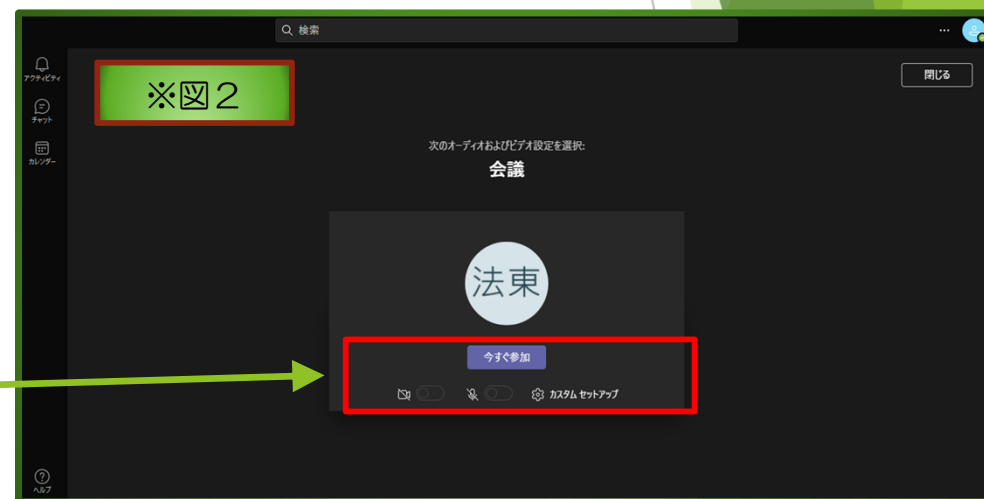 検索
…
アクティビティ
チャット
カレンダー
ヘルプ
※図２
閉じる
次のオーディオおよびビデオ設定を選択:
会議
法東
今すぐ参加
カスタム セットアップ